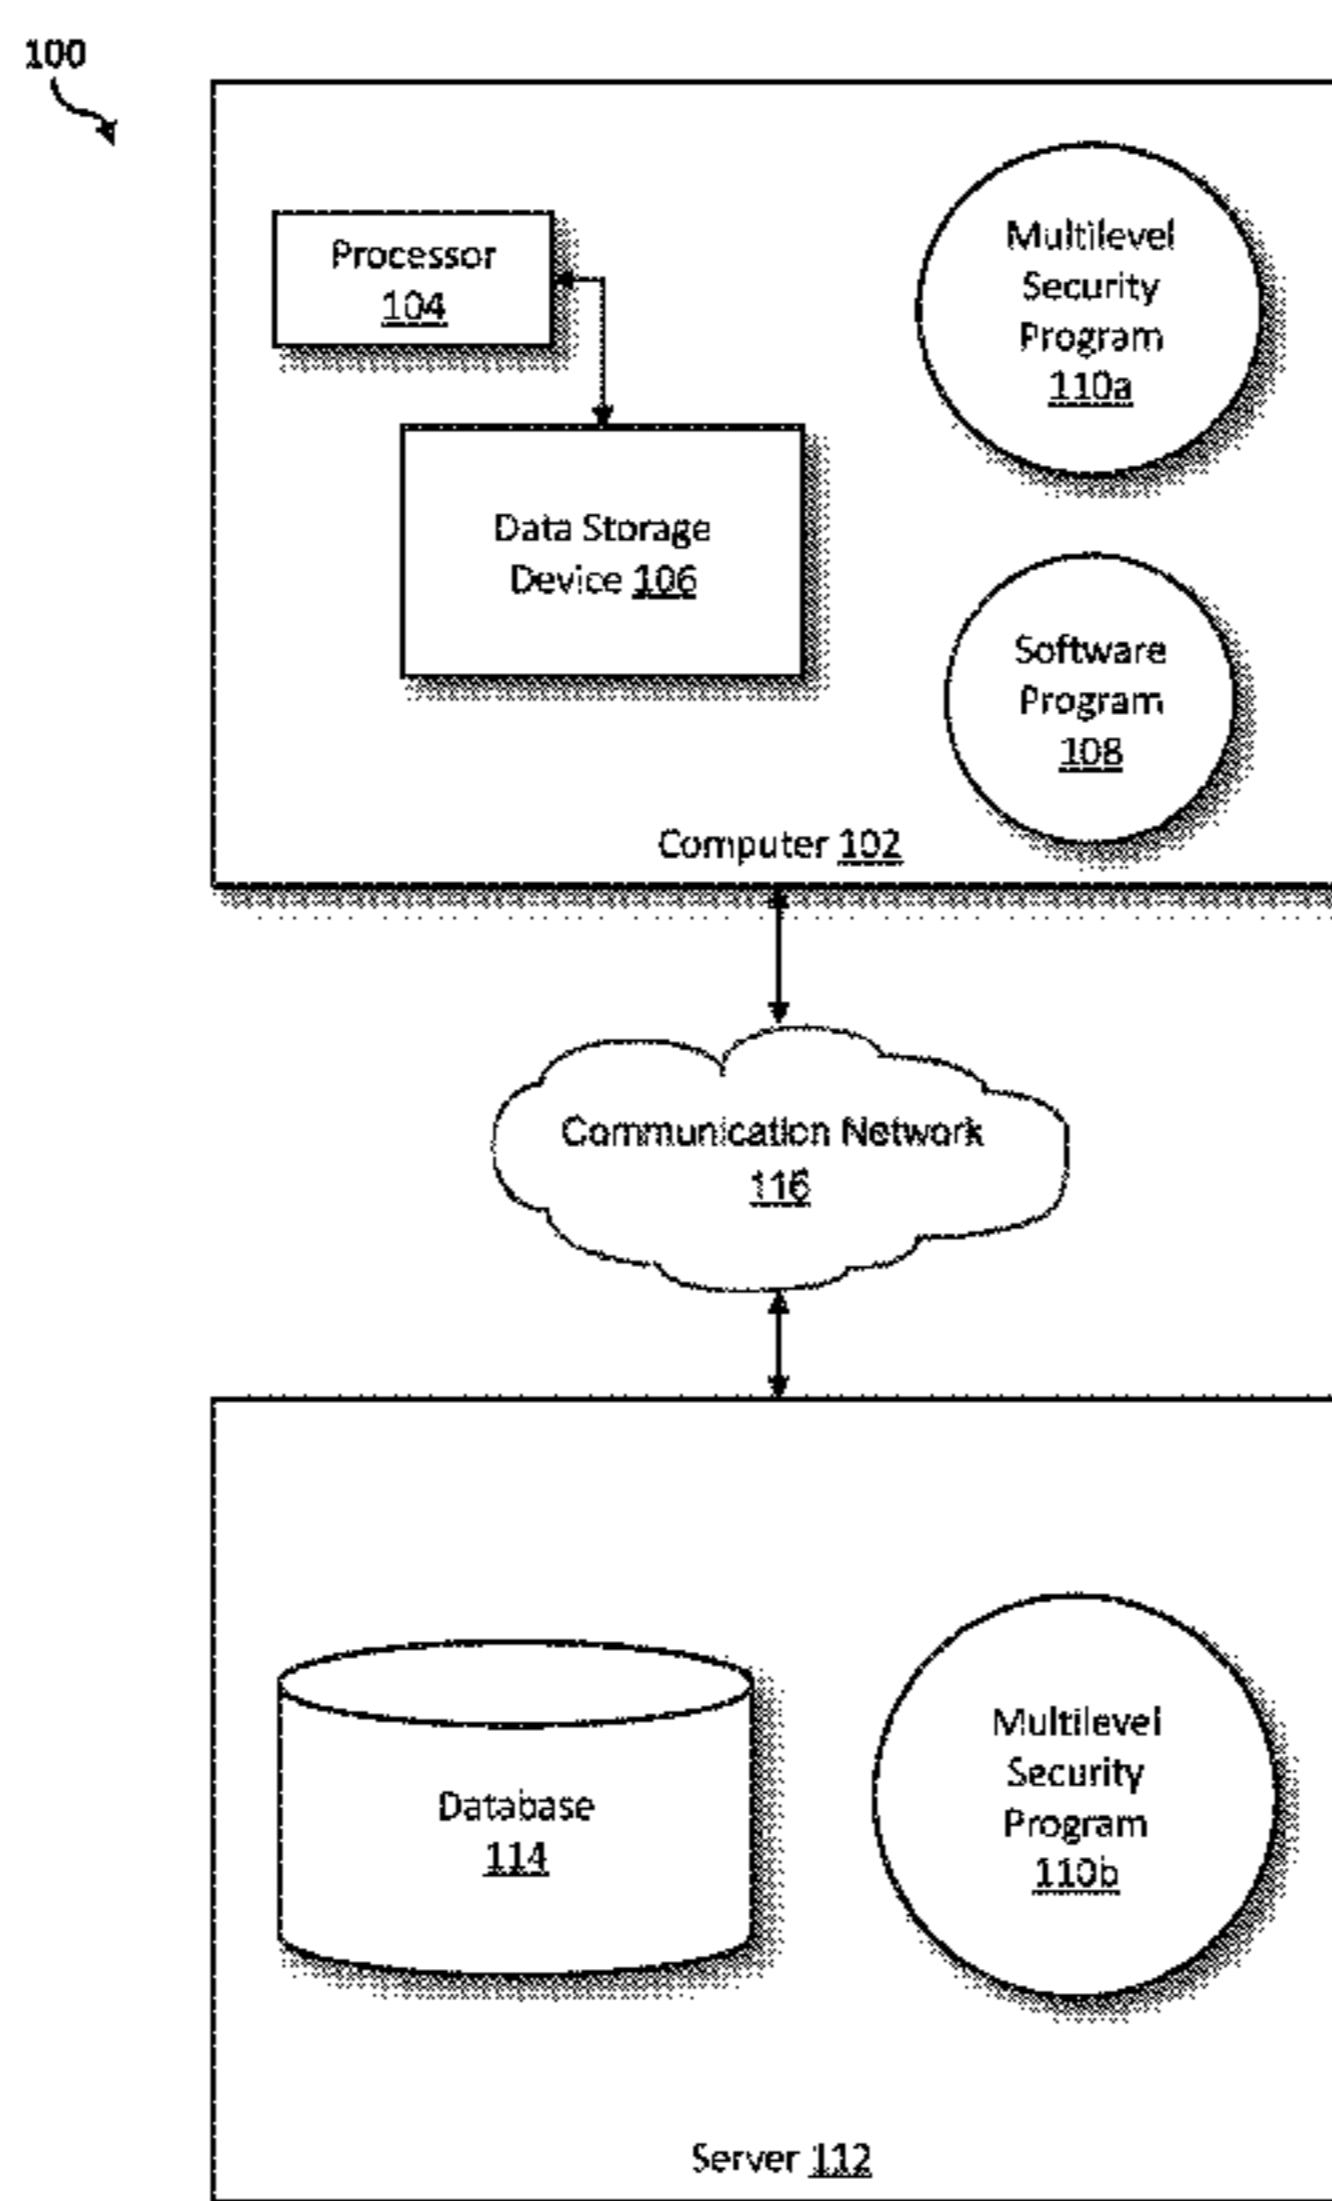 100
Processor
104
Multilevel
Security
Program
110a
Data Storage
Device 106
Software
Program
108
Computer 102
Communication Network
116
Database
114
Multilevel
Security
Program
110b
Server 112